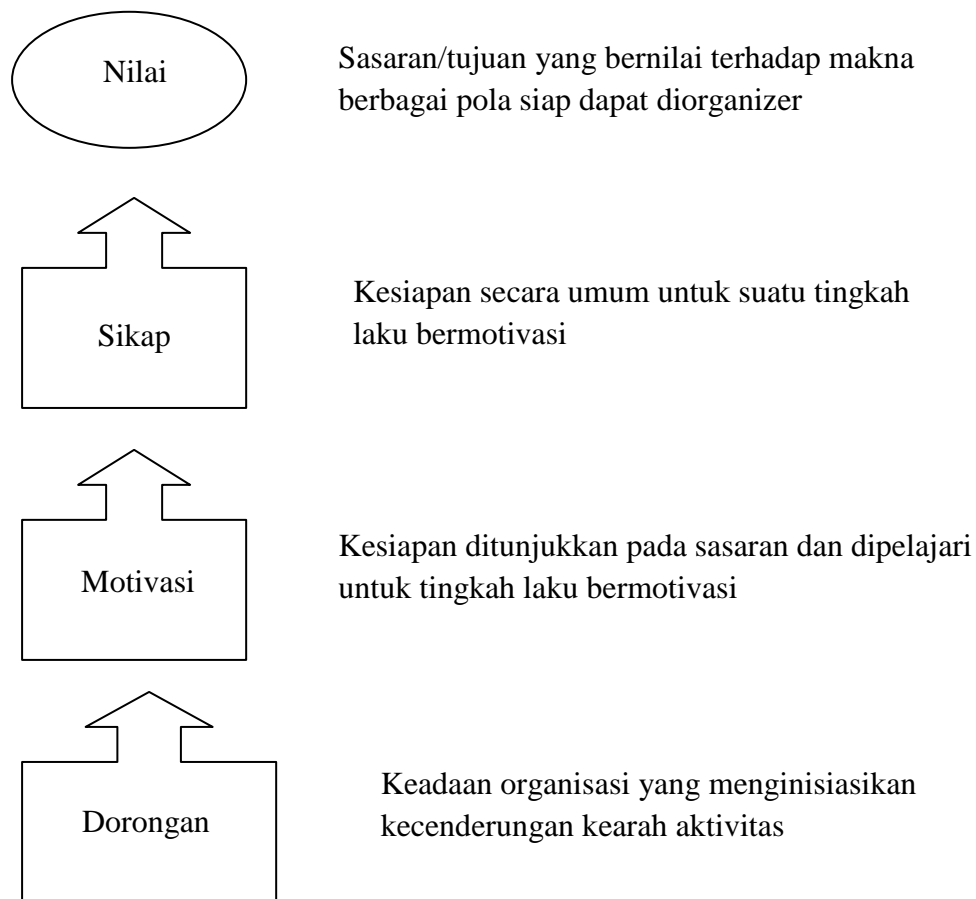 Nilai
Sasaran/tujuan yang bernilai terhadap makna
berbagai pola siap dapat diorganizer
Sikap
Kesiapan secara umum untuk suatu tingkah
laku bermotivasi
Motivasi
Kesiapan ditunjukkan pada sasaran dan dipelajari
untuk tingkah laku bermotivasi
Dorongan
Keadaan organisasi yang menginisiasikan
kecenderungan kearah aktivitas